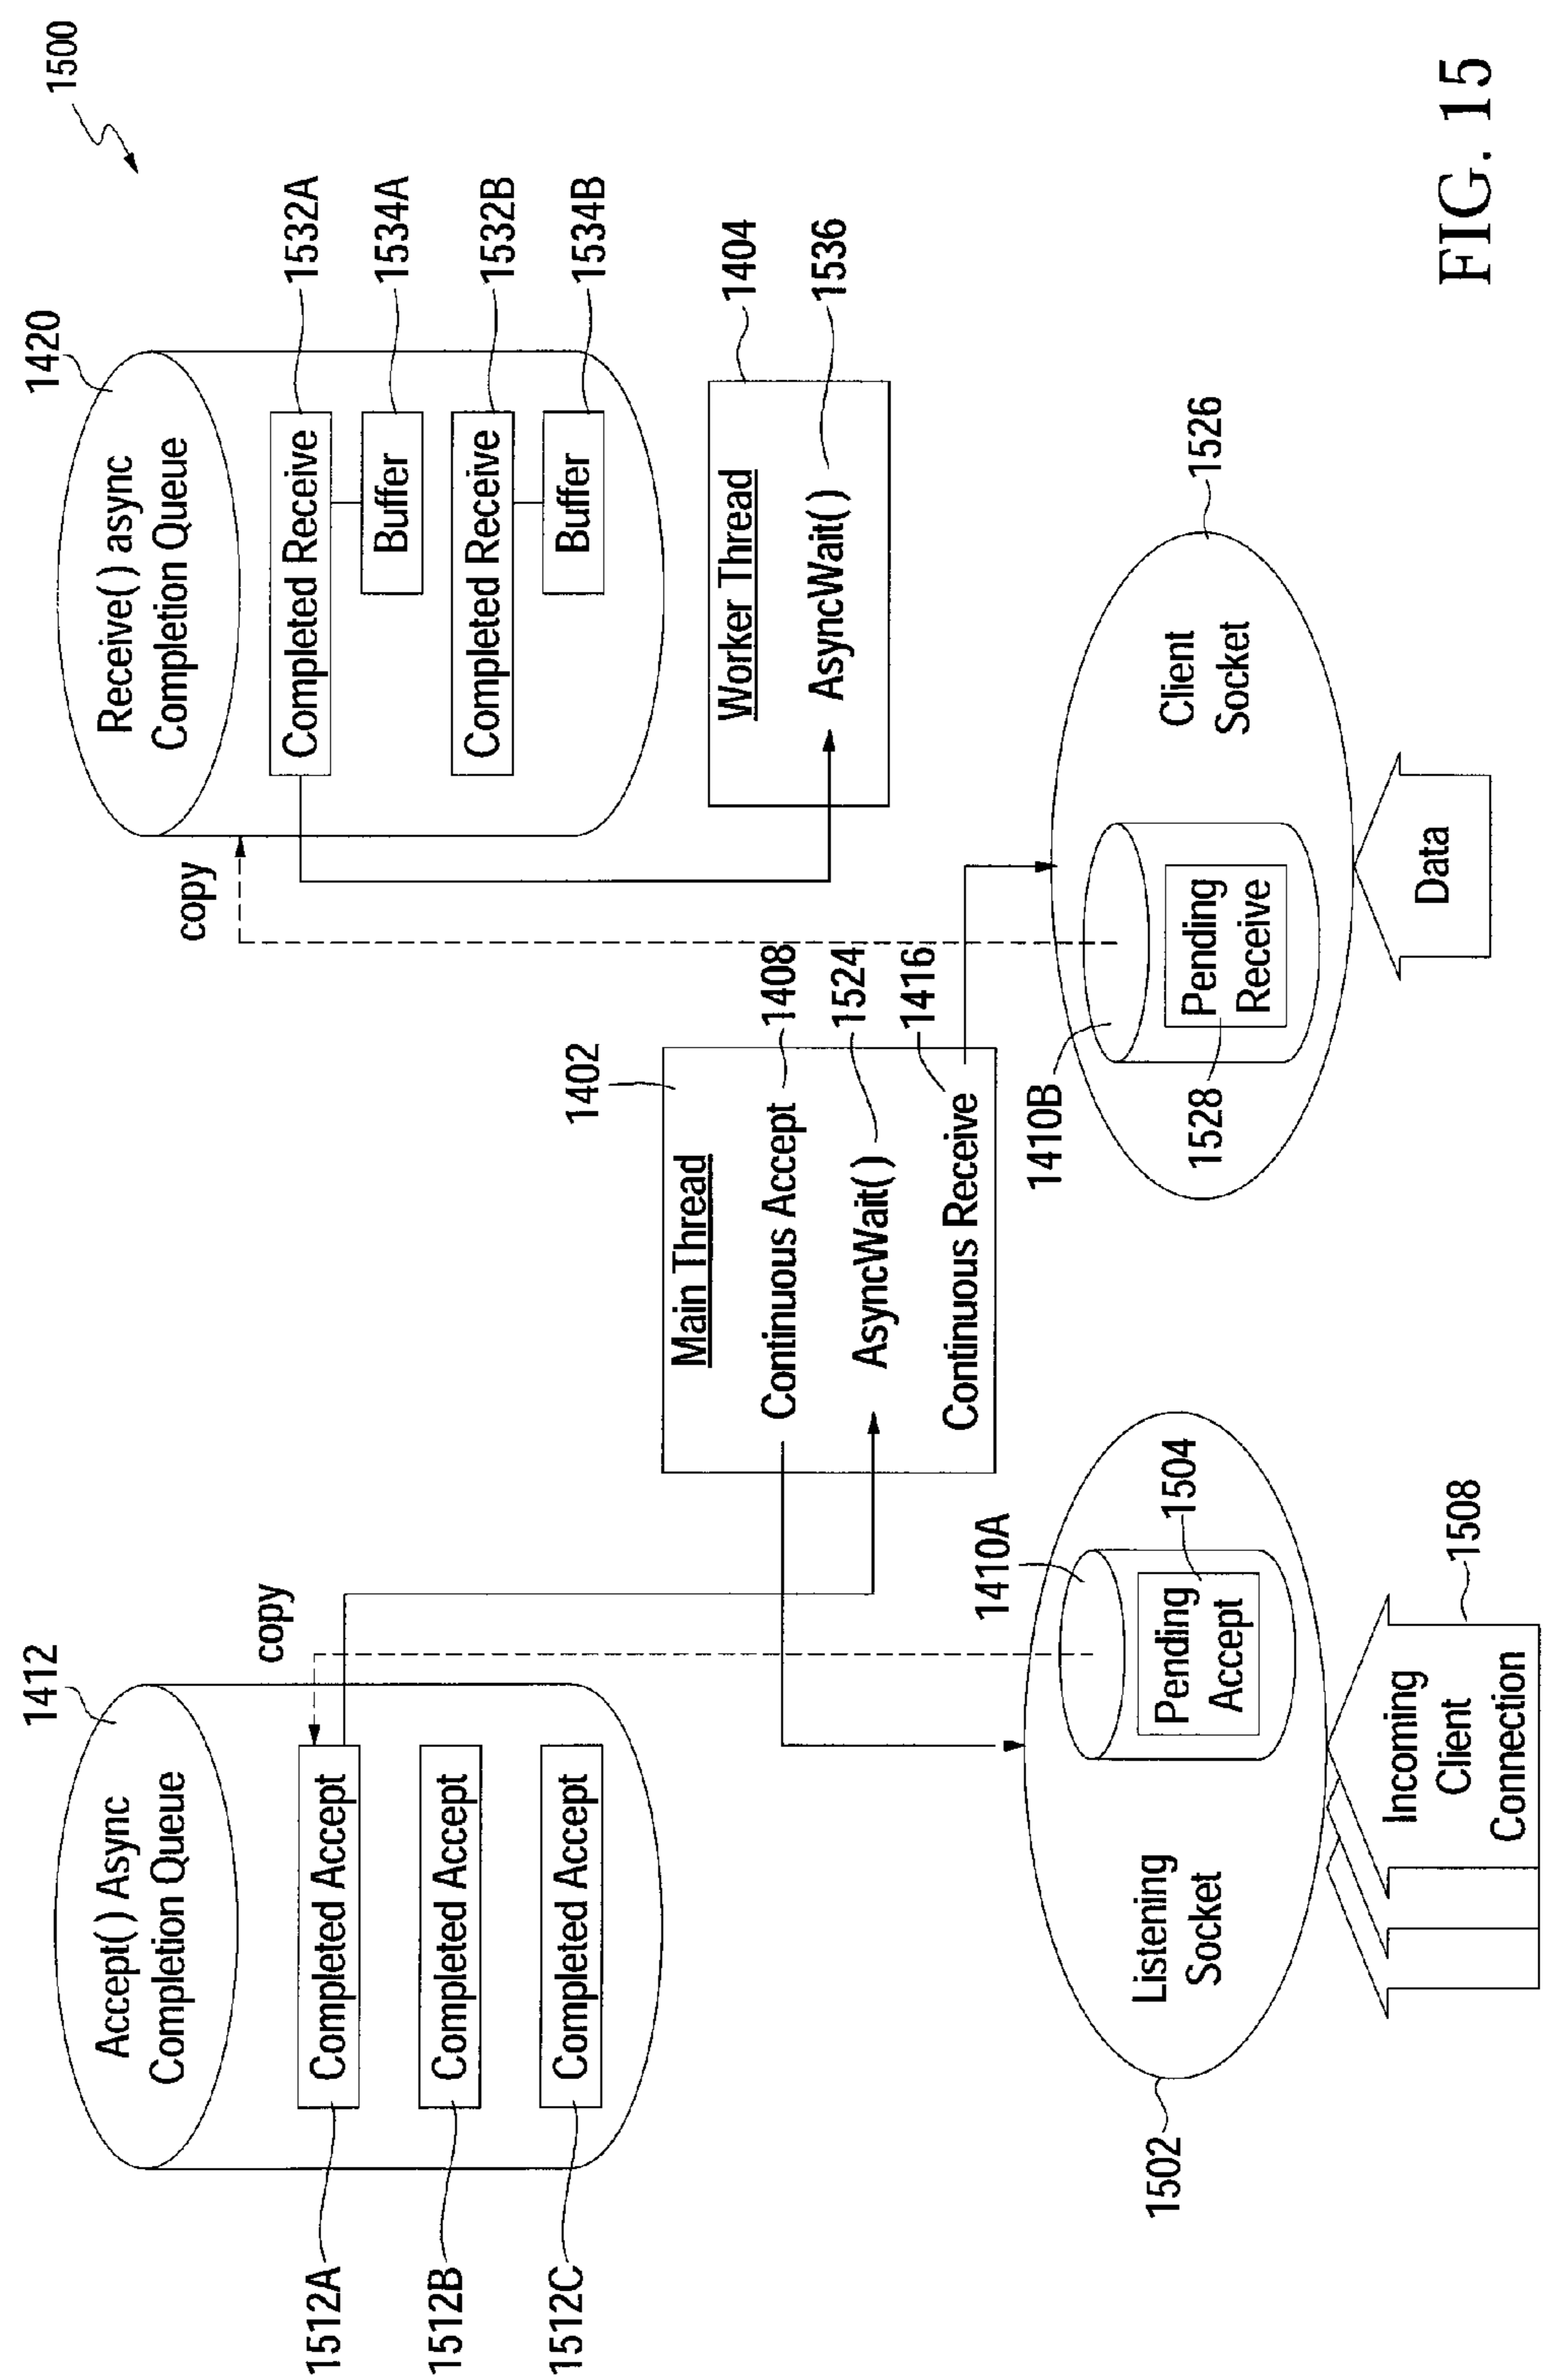 1500
1412
Accept( ) Async
Completion Queue
copy
1512A
Completed Accept
1512B
Completed Accept
1512C
Completed Accept
1420
Receive( ) async
Completion Queue
copy
Completed Receive
1532A
Buffer
1534A
Completed Receive
1532B
Buffer
1534B
1402
Main Thread
Continuous Accept
1408
AsyncWait( )
1524
Continuous Receive
1416
Worker Thread
1404
AsyncWait( )
1536
1502
Listening
Socket
1410A
Pending
Accept
1504
Incoming
Client
Connection
1508
1410B
1528
Pending
Receive
Client
Socket
1526
Data
FIG. 15